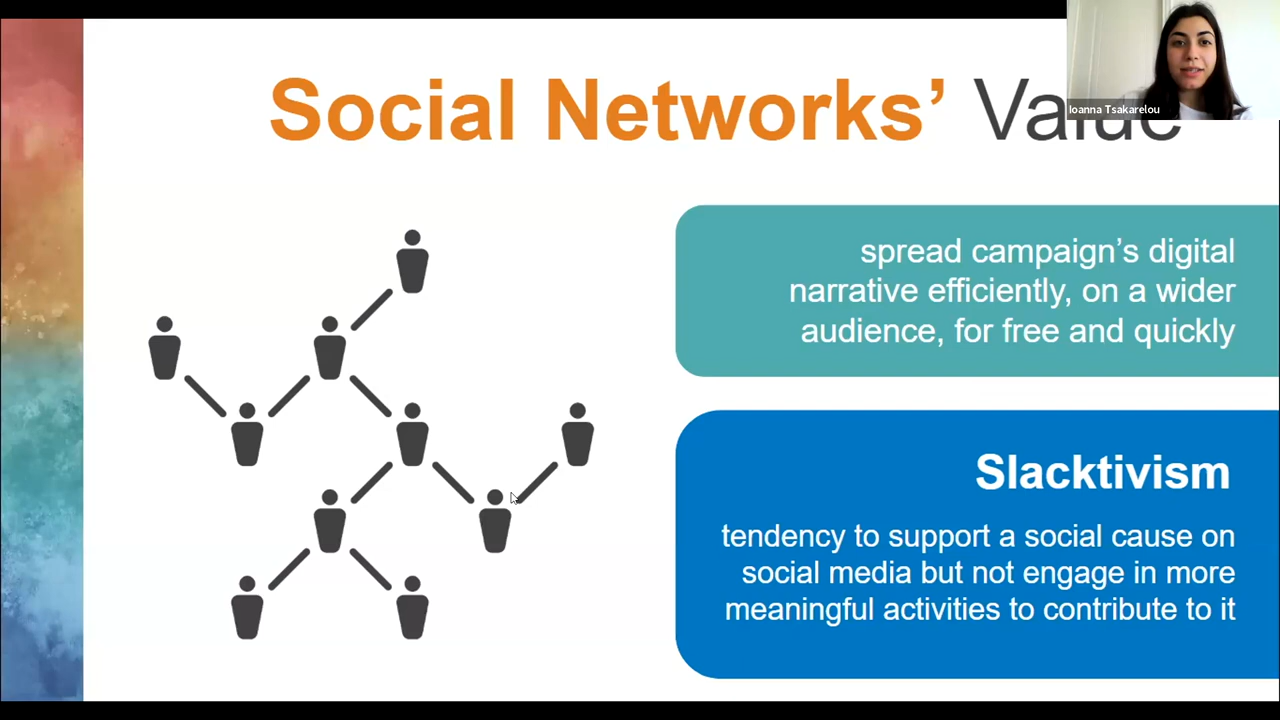 Social Networks’ Value
Ioanna Tsakarelou
spread campaign’s digital
narrative efficiently, on a wider
audience, for free and quickly
Slacktivism
tendency to support a social cause on
social media but not engage in more
meaningful activities to contribute to it